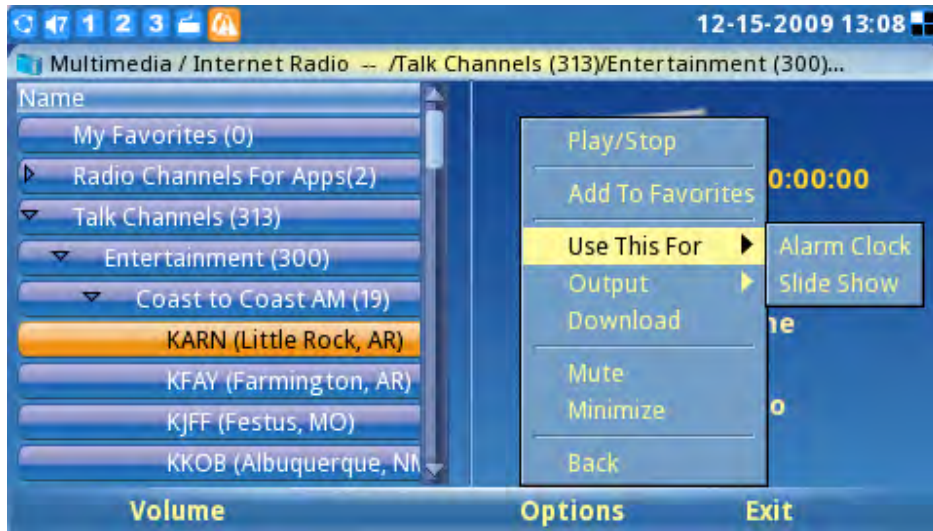 47 1 2 3 12-15-2009 13:08
Multimedia / Internet Radio -- /Talk Channels (313)/Entertainment (300)...
Name
My Favorites (0)
Radio Channels For Apps(2)
Talk Channels (313)
Entertainment (300)
Coast to Coast AM (19)
KARN (Little Rock, AR)
KFAY (Farmington, AR)
KJFF (Festus, MO)
KKOB (Albuquerque, NM
Play/Stop
Add To Favorites
Use This For
Output
Download
Mute
Minimize
Back
Alarm Clock
Slide Show
0:00:00
Volume Options Exit